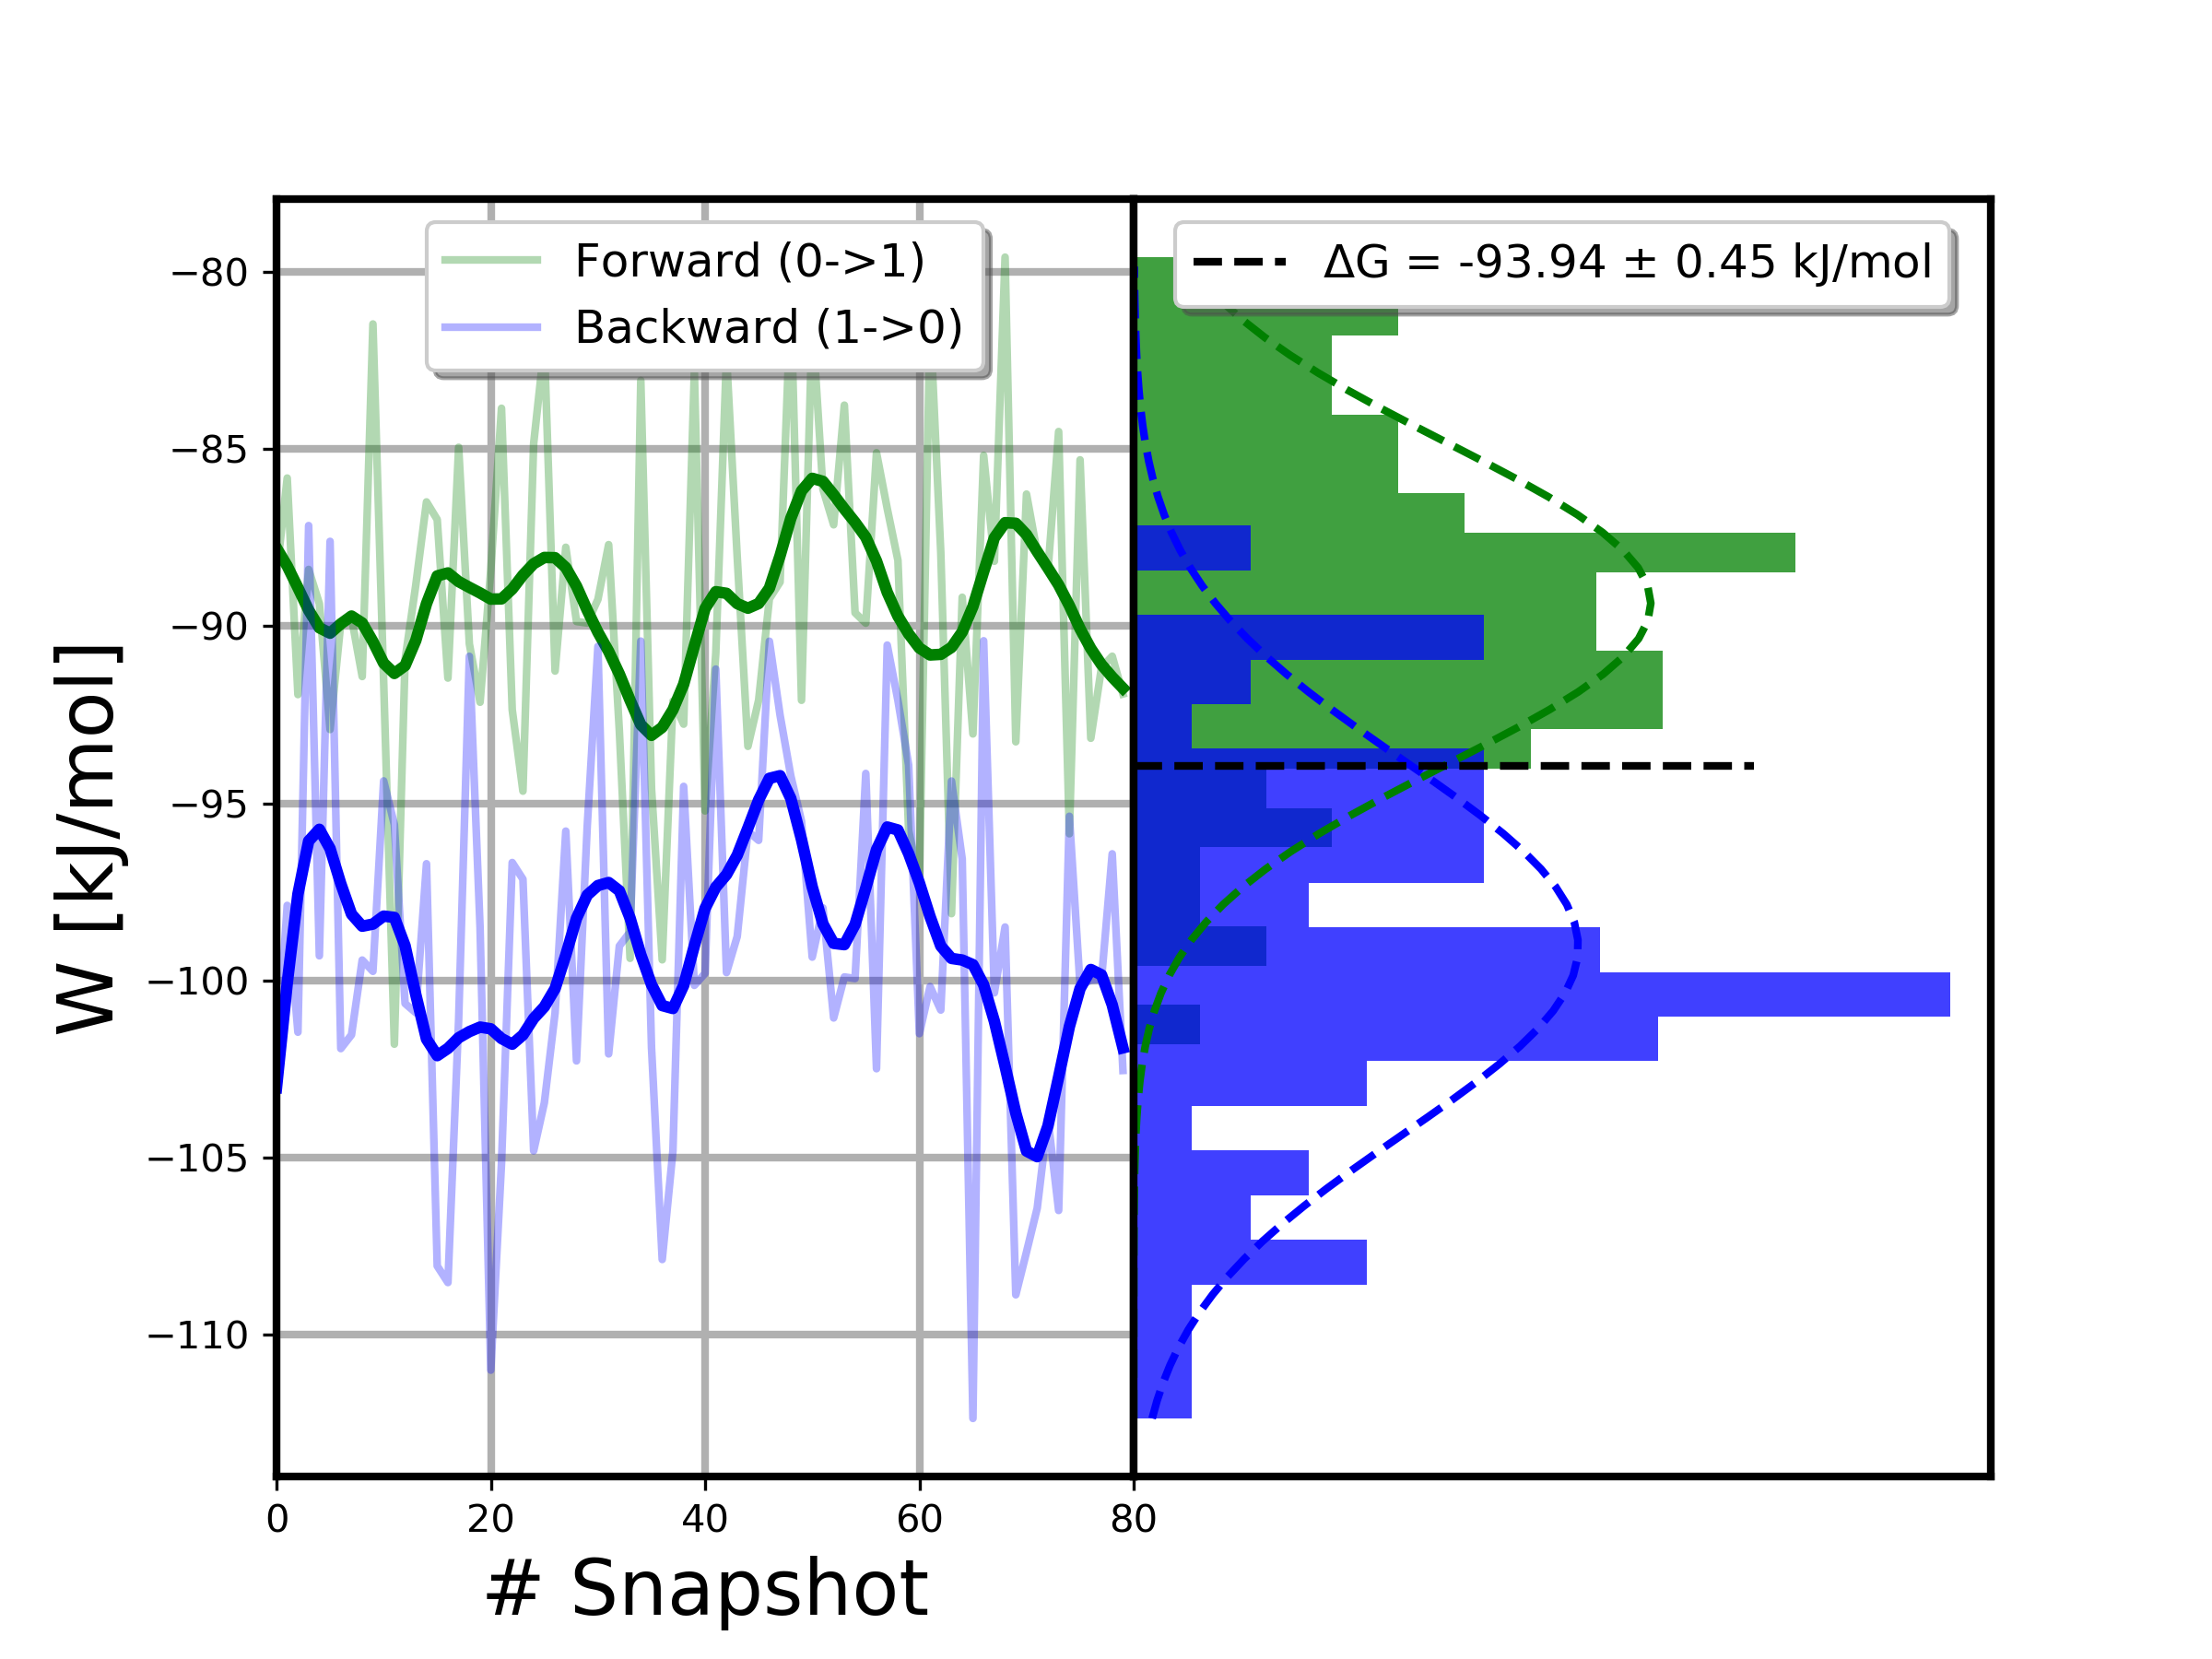 Forward (0->1)
Backward (1->0)
ΔG = -93.94 ± 0.45 kJ/mol
W [kJ/mol]
−80
−85
−90
−95
−100
−105
−110
0 20 40 60 80
# Snapshot